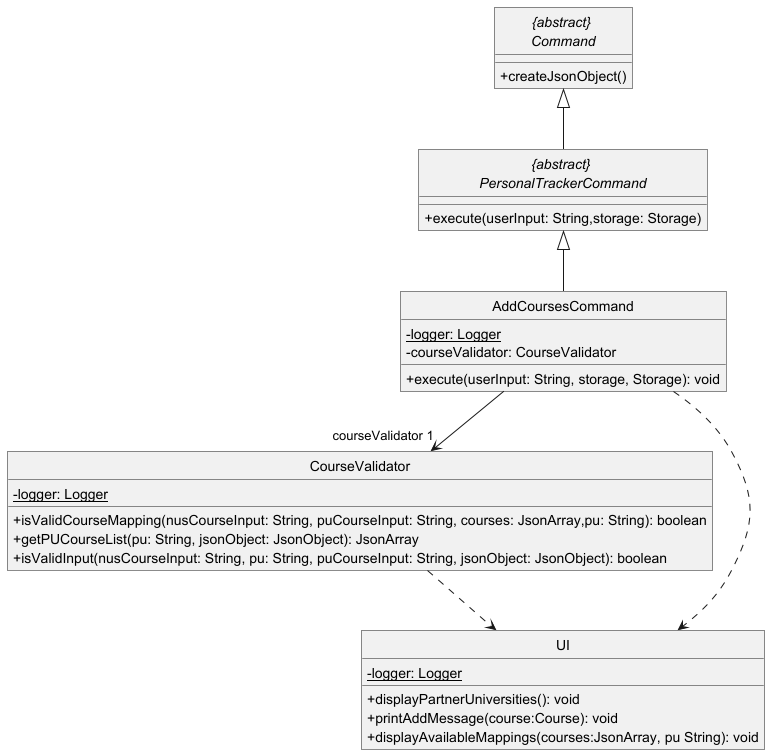 {abstract}
Command
+createJsonObject()
{abstract}
PersonalTrackerCommand
+execute(userInput: String,storage: Storage)
AddCoursesCommand
-logger: Logger
-courseValidator: CourseValidator
+execute(userInput: String, storage, Storage): void
courseValidator 1
CourseValidator
-logger: Logger
+isValidCourseMapping(nusCourseInput: String, puCourseInput: String, courses: JsonArray,pu: String): boolean
+getPUCourseList(pu: String, jsonObject: JsonObject): JsonArray
+isValidInput(nusCourseInput: String, pu: String, puCourseInput: String, jsonObject: JsonObject): boolean
UI
-logger: Logger
+displayPartnerUniversities(): void
+printAddMessage(course:Course): void
+displayAvailableMappings(courses:JsonArray, pu String): void